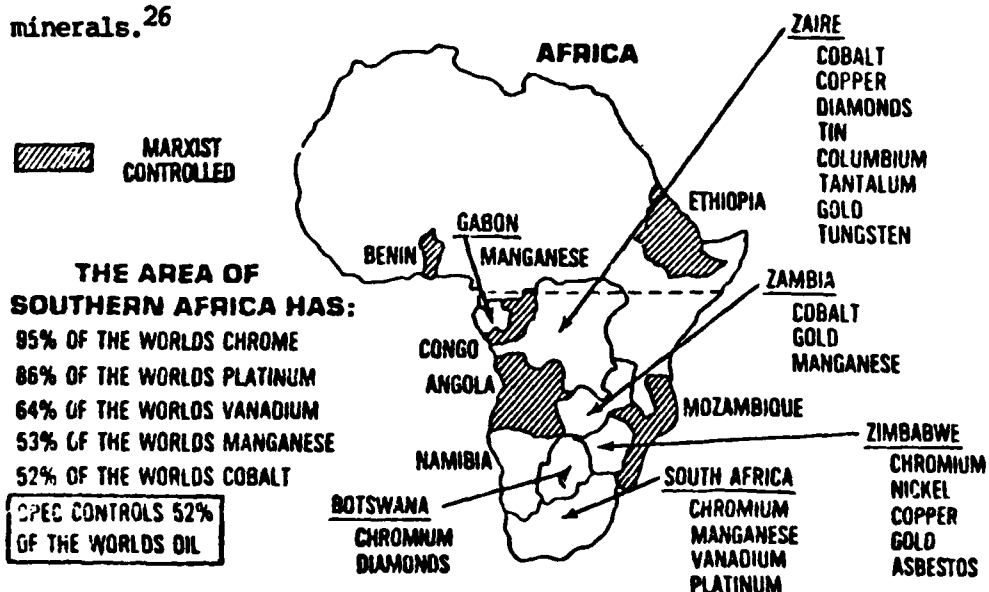 minerals.26
AFRICA
MARXIST
CONTROLLED
THE AREA OF
SOUTHERN AFRICA HAS:
95% OF THE WORLDS CHROME
86% OF THE WORLDS PLATINUM
64% OF THE WORLDS VANADIUM
53% OF THE WORLDS MANGANESE
52% OF THE WORLDS COBALT
OPEC CONTROLS 52%
OF THE WORLDS OIL
ZAIRE
COBALT
COPPER
DIAMONDS
TIN
COLUMBIUM
TANTALUM
GOLD
TUNGSTEN
ETHIOPIA
GABON
MANGANESE
BENIN
ZAMBIA
COBALT
GOLD
MANGANESE
CONGO
ANGOLA
MOZAMBIQUE
NAMIBIA
ZIMBABWE
CHROMIUM
NICKEL
COPPER
GOLD
ASBESTOS
BOTSWANA
CHROMIUM
DIAMONDS
SOUTH AFRICA
CHROMIUM
MANGANESE
VANADIUM
PLATINUM